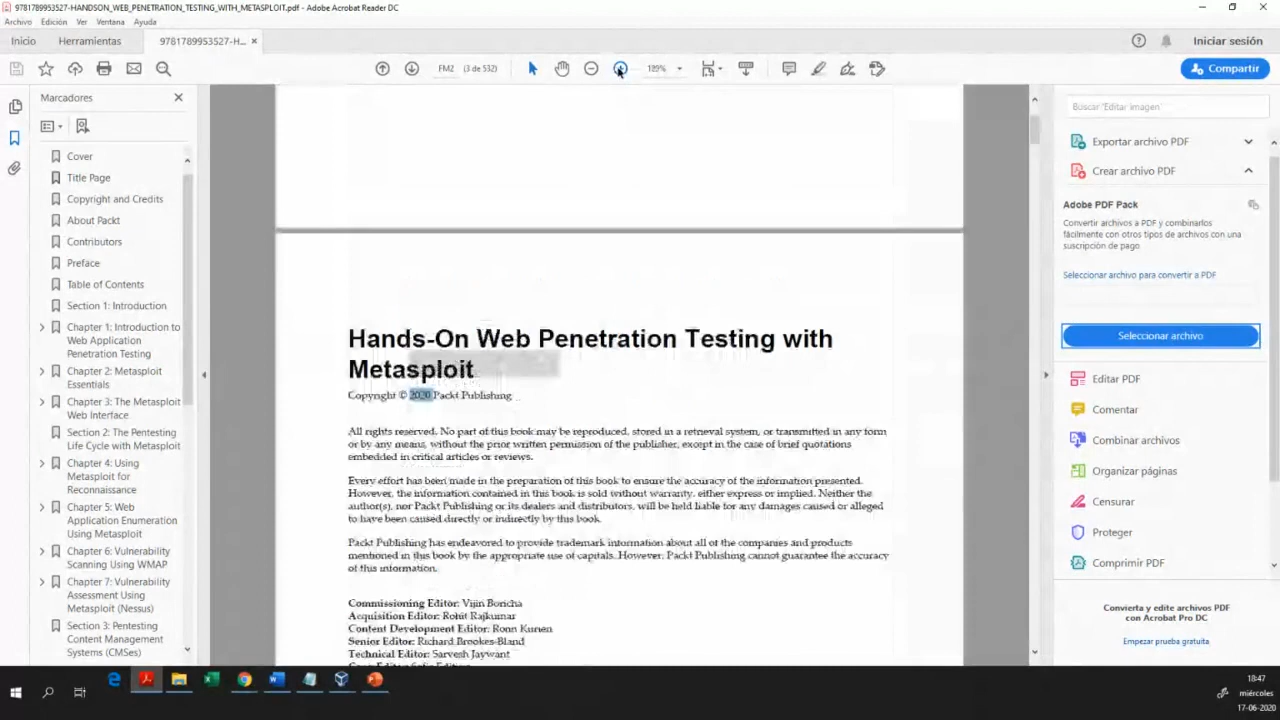 9781789953527-HANDSON_WEB_PENETRATION_TESTING_WITH_METASPLOIT.pdf - Adobe Acrobat Reader DC
Archivo Edición Ver Ventana Ayuda
Inicio Herramientas 9781789953527-H... × Iniciar sesión
FM2 (3 de 532) Compartir
Marcadores
Cover
Title Page
Copyright and Credits
About Packt
Contributors
Preface
Table of Contents
Section 1: Introduction
Chapter 1: Introduction to
Web Application
Penetration Testing
Chapter 2: Metasploit
Essentials
Chapter 3: The Metasploit
Web Interface
Section 2: The Pentesting
Life Cycle with Metasploit
Chapter 4: Using
Metasploit for
Reconnaissance
Chapter 5: Web
Application Enumeration
Using Metasploit
Chapter 6: Vulnerability
Scanning Using WMAP
Chapter 7: Vulnerability
Assessment Using
Metasploit (Nessus)
Section 3: Pentesting
Content Management
Systems (CMSes)
Hands-On Web Penetration Testing with
Metasploit
Copyright © 2020 Packt Publishing
All rights reserved. No part of this book may be reproduced, stored in a retrieval system, or transmitted in any form
or by any means, without the prior written permission of the publisher, except in the case of brief quotations
embedded in critical articles or reviews.
Every effort has been made in the preparation of this book to ensure the accuracy of the information presented.
However, the information contained in this book is sold without warranty, either express or implied. Neither the
author(s), nor Packt Publishing or its dealers and distributors, will be held liable for any damages caused or alleged
to have been caused directly or indirectly by this book.
Packt Publishing has endeavored to provide trademark information about all of the companies and products
mentioned in this book by the appropriate use of capitals. However, Packt Publishing cannot guarantee the accuracy
of this information.
Commissioning Editor: Vijin Boricha
Acquisition Editor: Rohit Rajkumar
Content Development Editor: Ronn Kurien
Senior Editor: Richard Brookes-Bland
Technical Editor: Sarvesh Jaywant
Buscar 'Editar imagen'
Exportar archivo PDF
Crear archivo PDF
Adobe PDF Pack
Convertir archivos a PDF y combinarlos
fácilmente con otros tipos de archivo con una
suscripción de pago
Seleccionar archivo para convertir a PDF
Seleccionar archivo
Editar PDF
Comentar
Combinar archivos
Organizar páginas
Censurar
Proteger
Comprimir PDF
Convierta y edite archivos PDF
con Acrobat Pro DC
Empezar prueba gratuita
18:47
miércoles
17-06-2020